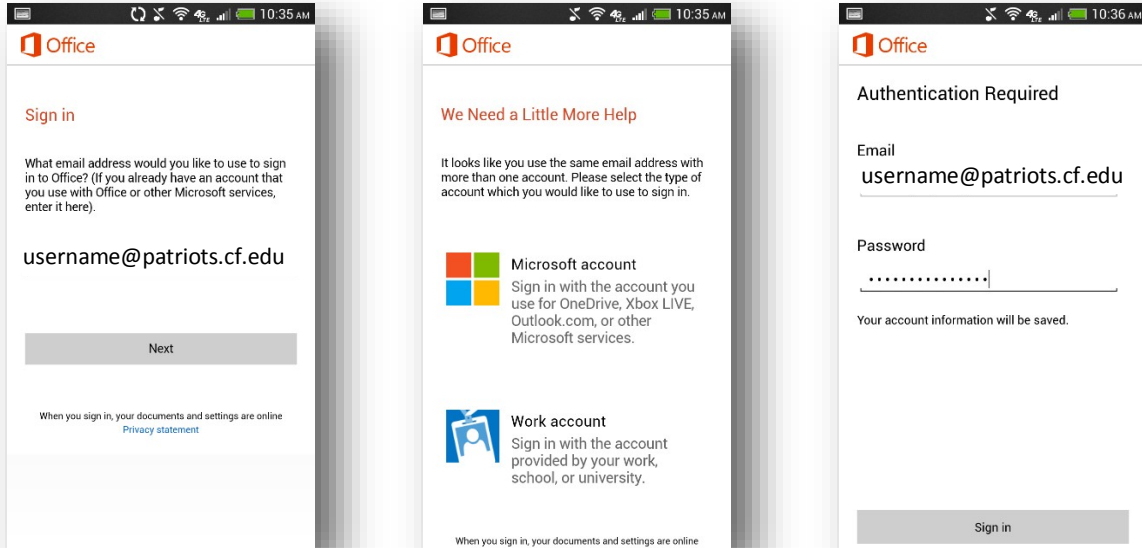 10:35 AM
Office
Sign in
What email address would you like to use to sign
in to Office? (If you already have an account that
you use with Office or other Microsoft services,
enter it here).
username@patriots.cf.edu
Next
When you sign in, your documents and settings are online
Privacy statement
10:35 AM
Office
We Need a Little More Help
It looks like you use the same email address with
more than one account. Please select the type of
account which you would like to use to sign in.
Microsoft account
Sign in with the account you
use for OneDrive, Xbox LIVE,
Outlook.com, or other
Microsoft services.
Work account
Sign in with the account
provided by your work,
school, or university.
When you sign in, your documents and settings are online
10:36 AM
Office
Authentication Required
Email
username@patriots.cf.edu
Password
Your account information will be saved.
Sign in